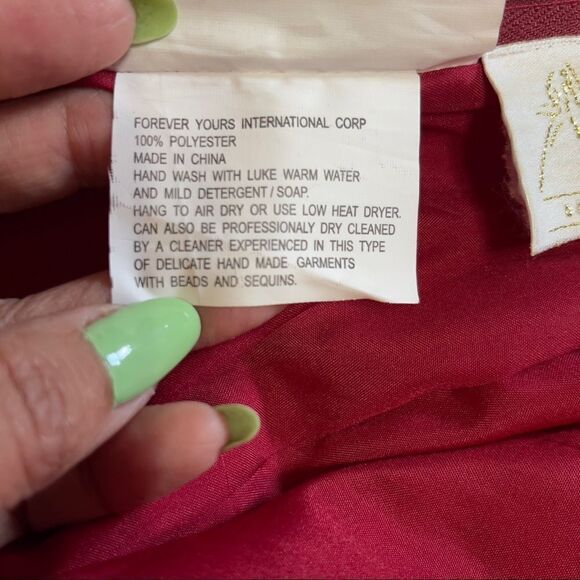 FOREVER YOURS INTERNATIONAL CORP
100% POLYESTER
MADE IN CHINA
HAND WASH WITH LUKE WARM WATER
AND MILD DETERGENT / SOAP.
HANG TO AIR DRY OR USE LOW HEAT DRYER.
CAN ALSO BE PROFESSIONALY DRY CLEANED
BY A CLEANER EXPERIENCED IN THIS TYPE
OF DELICATE HAND MADE GARMENTS
WITH BEADS AND SEQUINS.